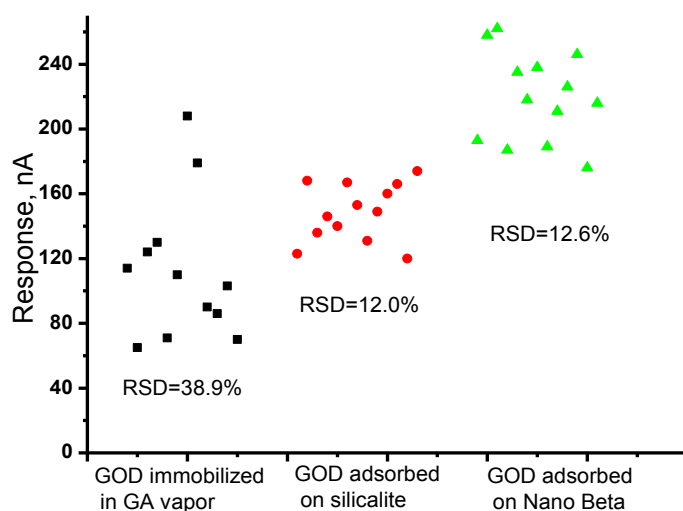 Response, nA
240
200
160
120
80
40
0
RSD=12.6%
RSD=12.0%
RSD=38.9%
GOD immobilized
in GA vapor
GOD adsorbed
on silicalite
GOD adsorbed
on Nano Beta